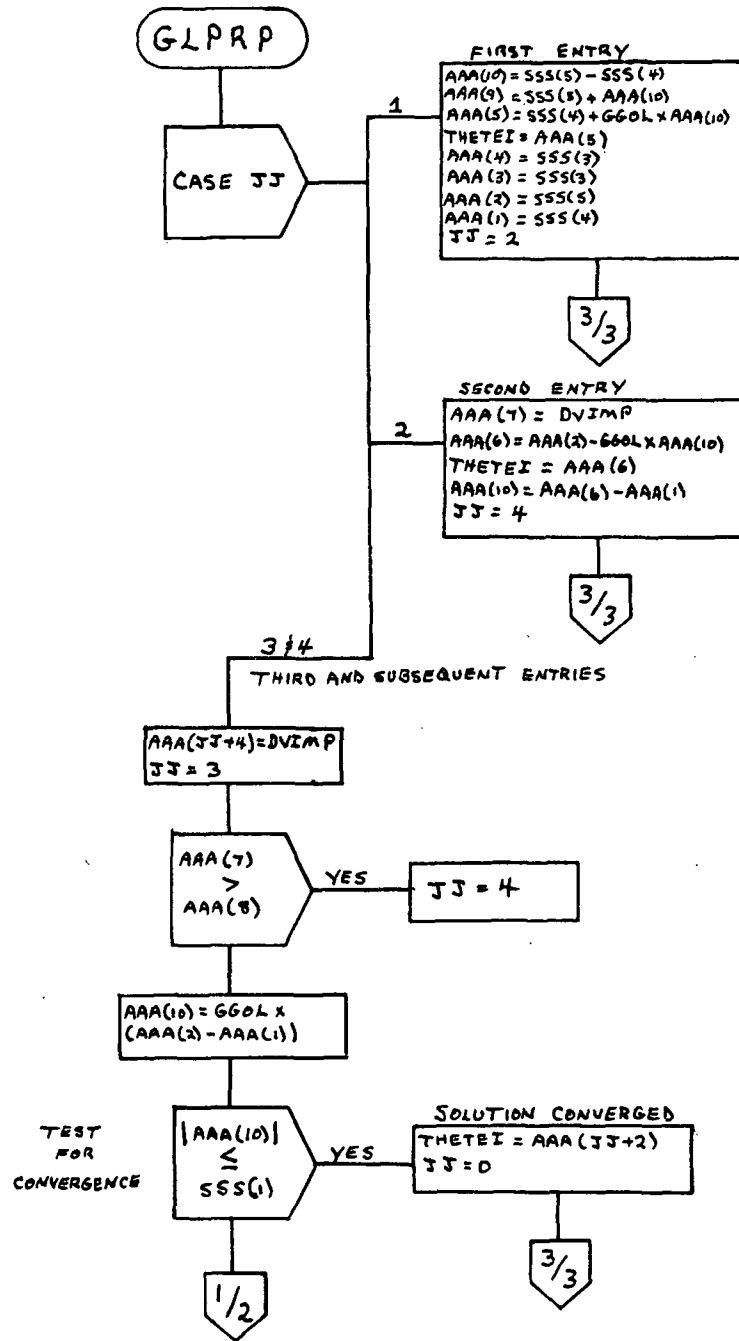 GLPRP
CASE JJ
1
FIRST ENTRY
AAA(10) = SSS(5) - SSS(4)
AAA(9) = SSS(5) + AAA(10)
AAA(5) = SSS(4) + GGOL X AAA(10)
THETEI = AAA(5)
AAA(4) = SSS(3)
AAA(3) = SSS(3)
AAA(2) = SSS(5)
AAA(1) = SSS(4)
JJ = 2
3/3
2
SECOND ENTRY
AAA(7) = DVIMP
AAA(6) = AAA(2) - GGOL X AAA(10)
THETEI = AAA(6)
AAA(10) = AAA(6) - AAA(1)
JJ = 4
3/3
3 & 4
THIRD AND SUBSEQUENT ENTRIES
AAA(JJ+4) = DVIMP
JJ = 3
AAA(7)
>
AAA(8)
YES
JJ = 4
AAA(10) = GGOL X
(AAA(2) - AAA(1))
TEST
FOR
CONVERGENCE
|AAA(10)|
≤
SSS(1)
YES
SOLUTION CONVERGED
THETEI = AAA(JJ+2)
JJ = 0
3/3
1/2